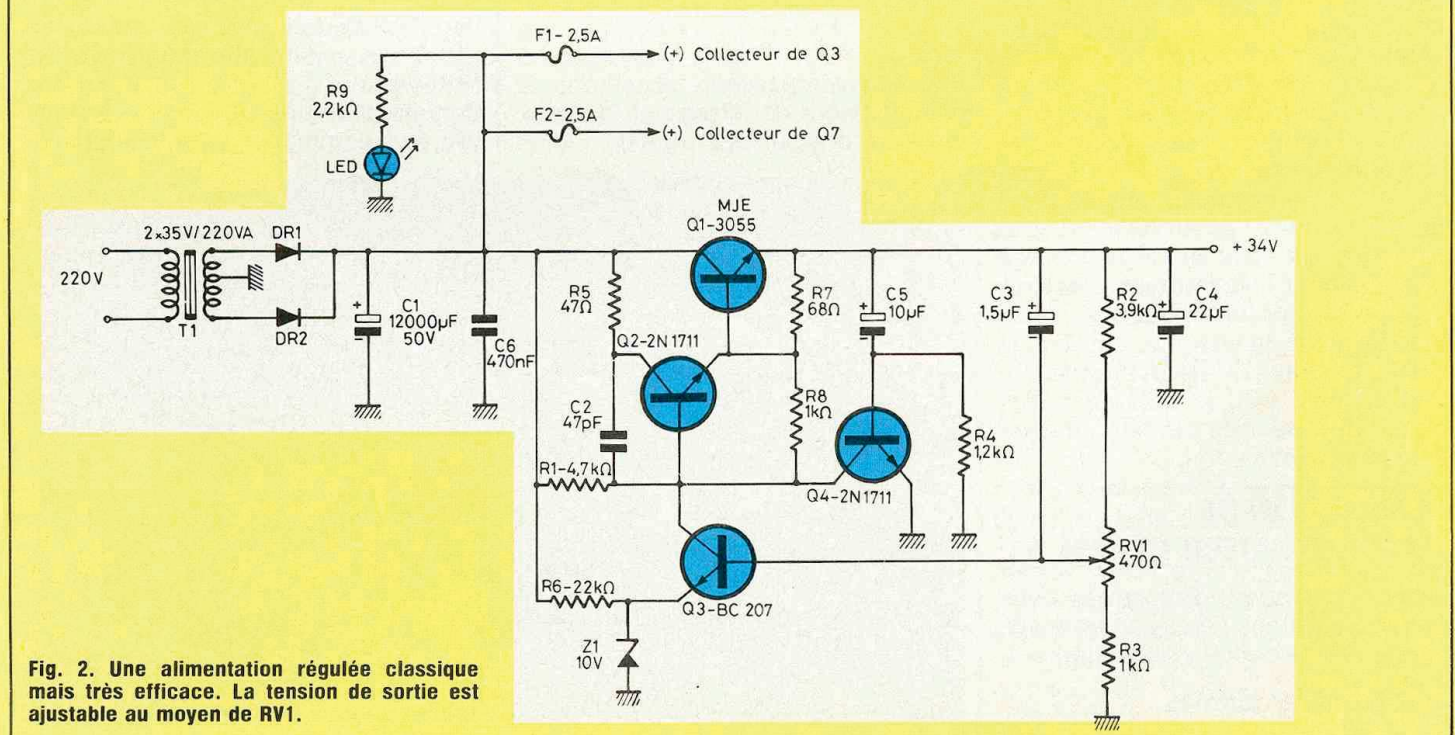 F1-2,5A
(+) Collecteur de Q3
R9
2,2kΩ
F2-2,5A
(+) Collecteur de Q7
LED
MJE
Q1-3055
2x35V/220VA
DR1
+ 34V
220V
T1
DR2
+
C1
12000µF
50V
-
C6
470nF
R5
47Ω
R7
68Ω
+
C5
10µF
-
C3
1,5µF
+
-
R2
3,9kΩ
+
C4
22µF
-
Q2-2N1711
C2
47pF
R8
1kΩ
R4
1,2kΩ
R1-4,7kΩ
Q4-2N1711
RV1
470Ω
R6-22kΩ
Q3-BC 207
Z1
10V
R3
1kΩ
Fig. 2. Une alimentation régulée classique
mais très efficace. La tension de sortie est
ajustable au moyen de RV1.